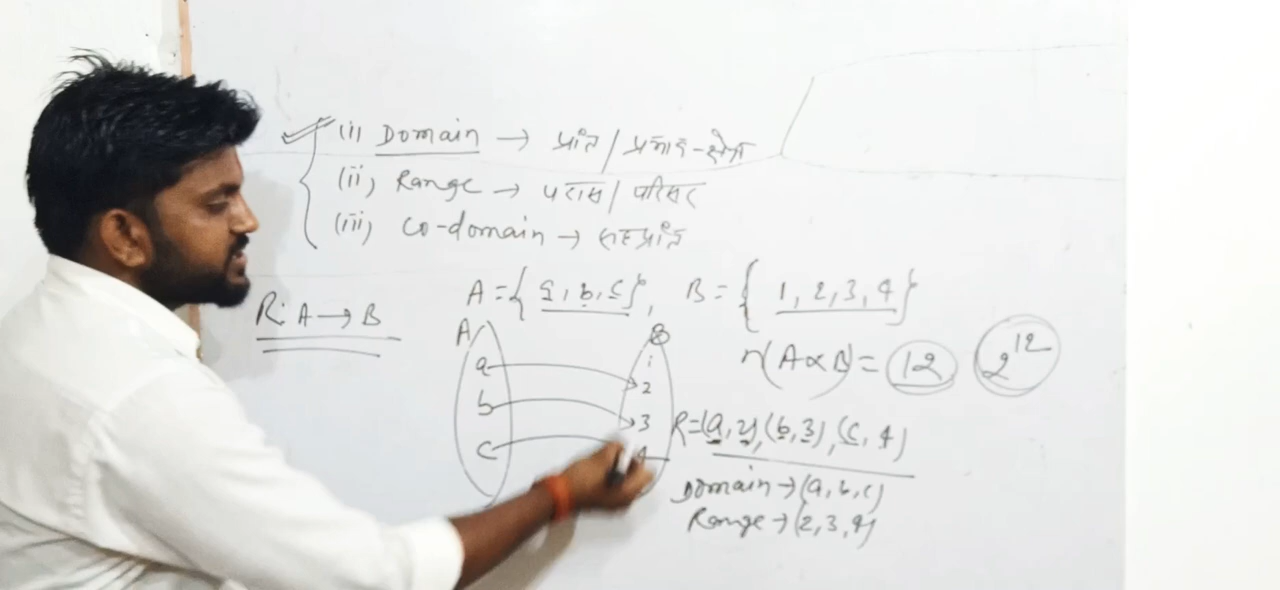 (i) Domain → प्रांत / प्रभाव-क्षेत्र
(ii) Range → परास / परिसर
(iii) co-domain → सहप्रांत
A = { a, b, c }, B = { 1, 2, 3, 4 }
R: A → B
A B
a 1
b 2
c 3
4
n(A×B) = 12 2^12
R = (a, 2), (b, 3), (c, 4)
Domain → (a, b, c)
Range → (2, 3, 4)